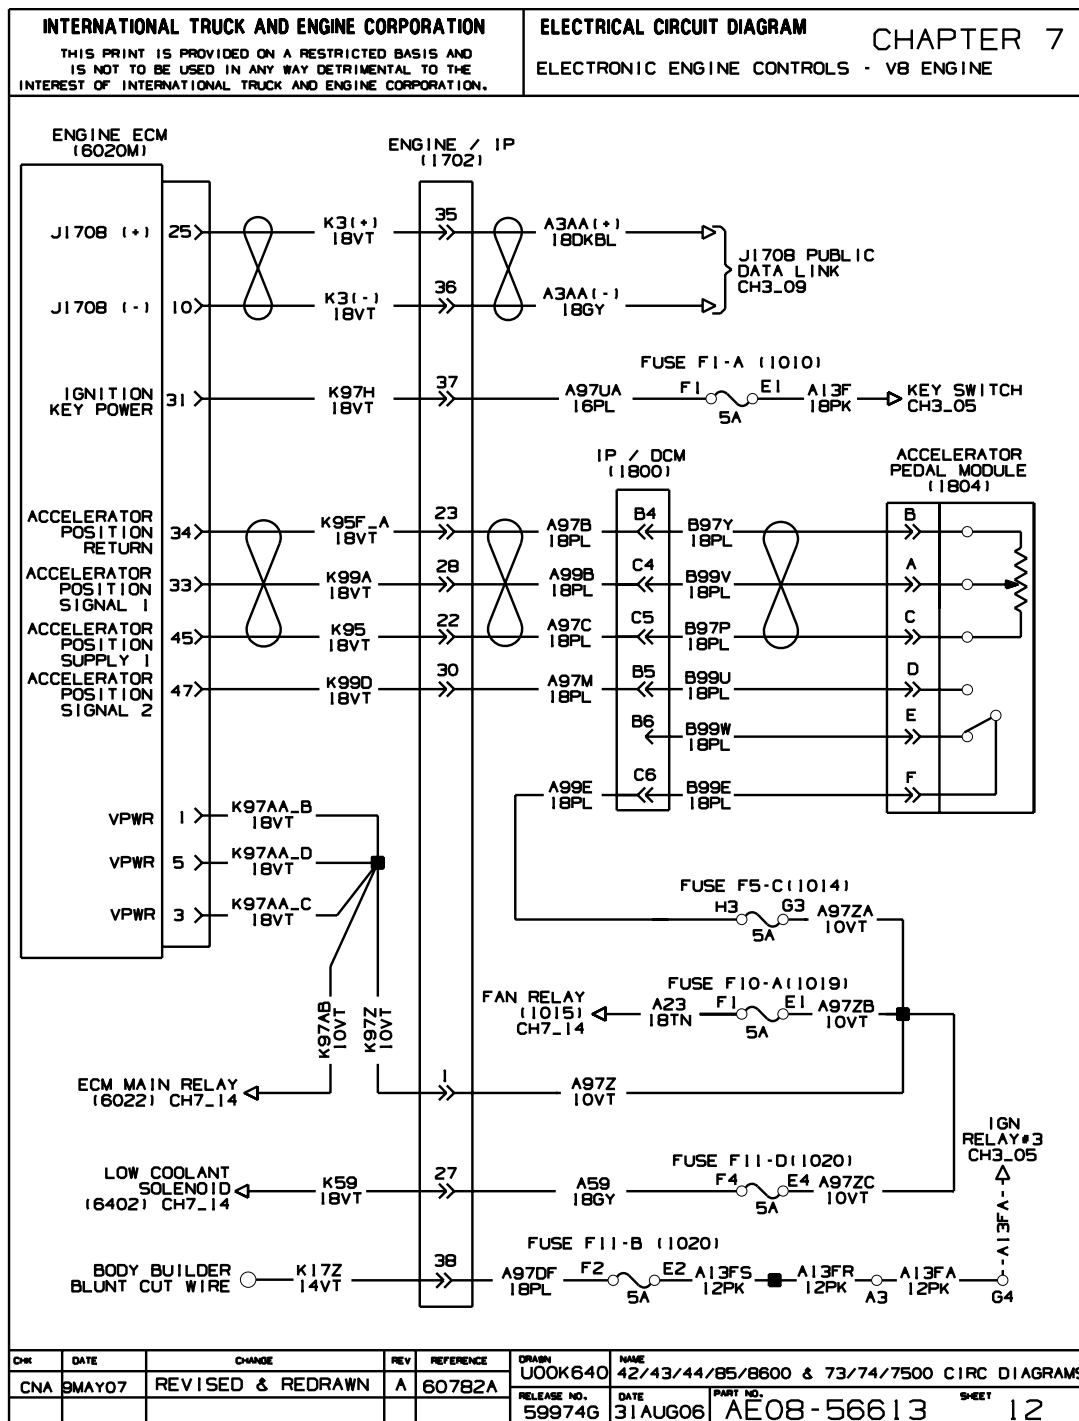 INTERNATIONAL TRUCK AND ENGINE CORPORATION
THIS PRINT IS PROVIDED ON A RESTRICTED BASIS AND
IS NOT TO BE USED IN ANY WAY DETRIMENTAL TO THE
INTEREST OF INTERNATIONAL TRUCK AND ENGINE CORPORATION.
ELECTRICAL CIRCUIT DIAGRAM
CHAPTER 7
ELECTRONIC ENGINE CONTROLS - V8 ENGINE
ENGINE ECM
(6020M)
ENGINE / IP
(1702)
J1708 (+) 25
K3(+)
18VT
35
A3AA(+)
18DKBL
J1708 PUBLIC
DATA LINK
CH3_09
J1708 (-) 10
K3(-)
18VT
36
A3AA(-)
18GY
FUSE F1-A (1010)
IGNITION
KEY POWER
31
K97H
18VT
37
A97UA
16PL
F1
E1
5A
A13F
18PK
KEY SWITCH
CH3_05
IP / DCM
(1800)
ACCELERATOR
PEDAL MODULE
(1804)
ACCELERATOR
POSITION
RETURN
34
K95F_A
18VT
23
A97B
18PL
B4
B97Y
18PL
B
ACCELERATOR
POSITION
SIGNAL 1
33
K99A
18VT
28
A99B
18PL
C4
B99V
18PL
A
ACCELERATOR
POSITION
SUPPLY 1
45
K95
18VT
22
A97C
18PL
C5
B97P
18PL
C
ACCELERATOR
POSITION
SIGNAL 2
47
K99D
18VT
30
A97M
18PL
B5
B99U
18PL
D
B6
B99W
18PL
E
A99E
18PL
C6
B99E
18PL
F
VPWR 1
K97AA_B
18VT
VPWR 5
K97AA_D
18VT
VPWR 3
K97AA_C
18VT
FUSE F5-C(1014)
H3
G3
5A
A97ZA
10VT
FUSE F10-A(1019)
FAN RELAY
(1015)
CH7_14
A23
18TN
F1
E1
5A
A97ZB
10VT
K97AB
10VT
K97Z
10VT
ECM MAIN RELAY
(6022) CH7_14
1
A97Z
10VT
IGN
RELAY#3
CH3_05
FUSE F11-D(1020)
LOW COOLANT
SOLENOID
(6402) CH7_14
K59
18VT
27
A59
18GY
F4
E4
5A
A97ZC
10VT
A13FA
FUSE F11-B (1020)
BODY BUILDER
BLUNT CUT WIRE
K17Z
14VT
38
A97DF
18PL
F2
E2
5A
A13FS
12PK
A13FR
12PK
A3
A13FA
12PK
G4
CHK DATE CHANGE REV REFERENCE
CNA 9MAY07 REVISED & REDRAWN A 60782A
DRAWN
U00K640
NAME
42/43/44/85/8600 & 73/74/7500 CIRC DIAGRAMS
RELEASE NO.
59974G
DATE
31AUG06
PART NO.
AE08-56613
SHEET
12